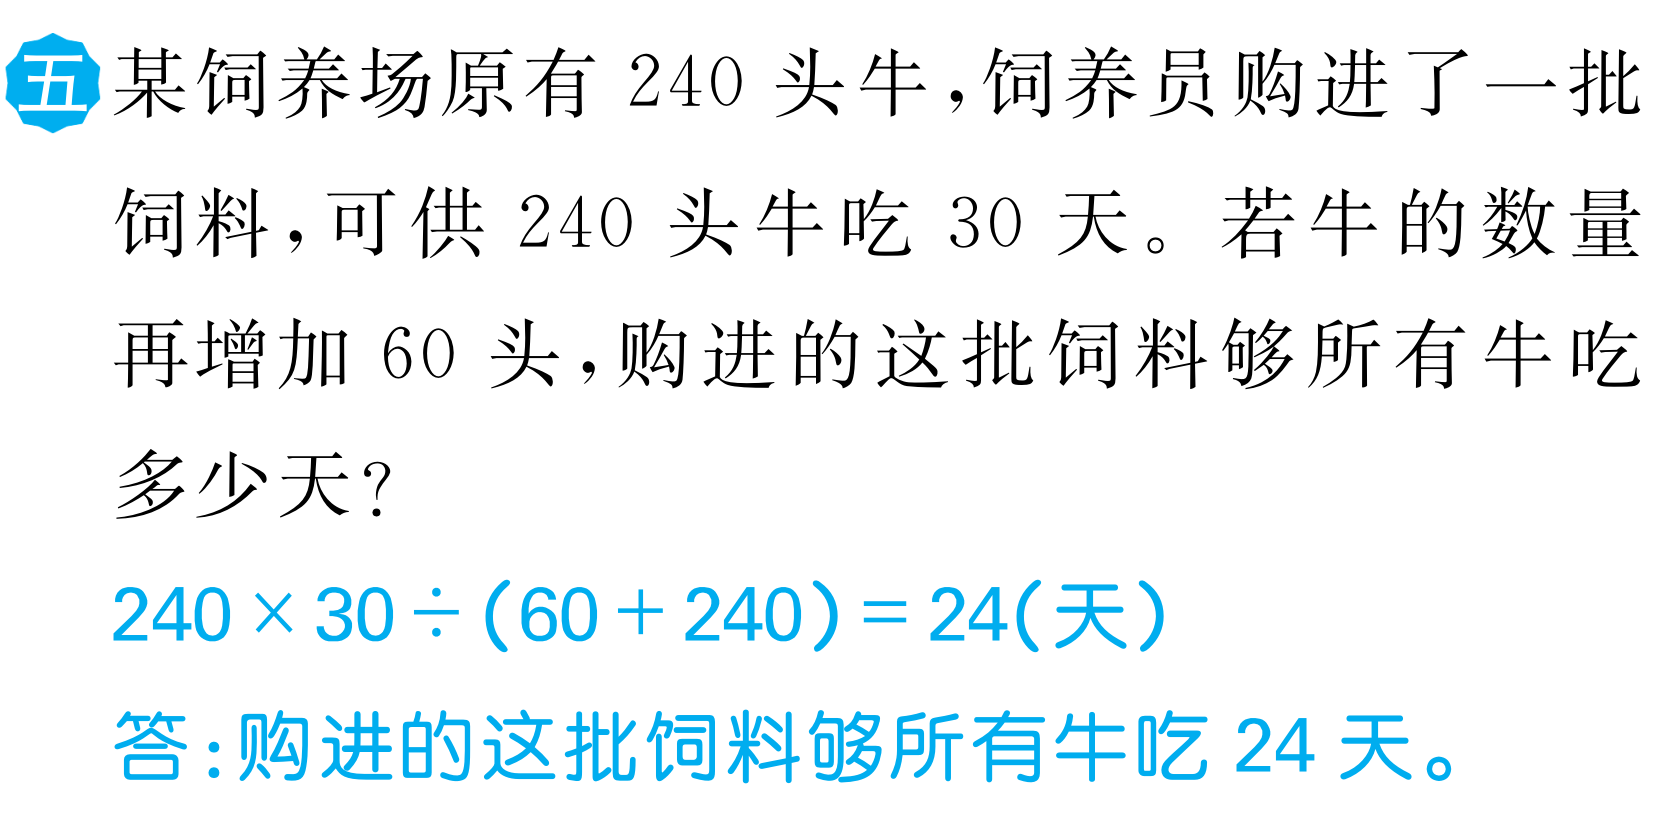 五 某饲养场原有 240 头牛,饲养员购进了一批
饲料,可供 240 头牛吃 30 天。若牛的数量
再增加 60 头,购进的这批饲料够所有牛吃
多少天?
240 × 30 ÷ (60 + 240) = 24(天)
答:购进的这批饲料够所有牛吃 24 天。